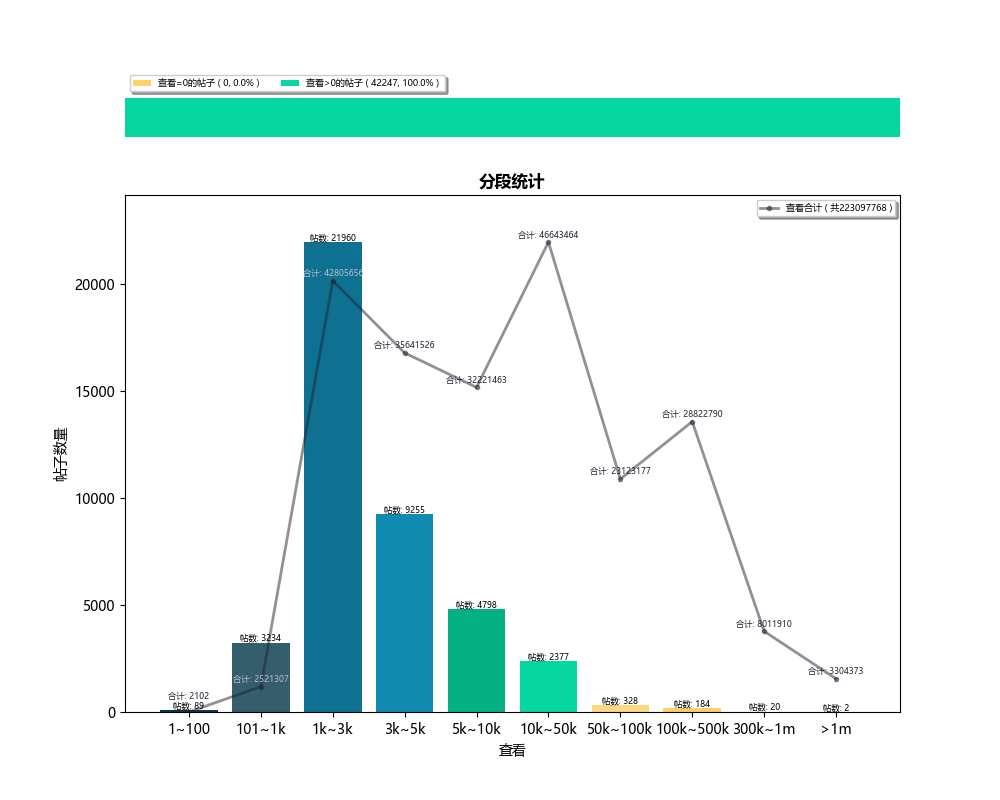 查看=0的帖子 ( 0, 0.0% )
查看>0的帖子 ( 42247, 100.0% )
分段统计
查看合计 ( 共223097768 )
帖子数量
20000
15000
10000
5000
0
帖数: 89
帖数: 3234
帖数: 21960
帖数: 9255
帖数: 4798
帖数: 2377
帖数: 328
帖数: 184
帖数: 20
帖数: 2
合计: 2102
合计: 2521307
合计: 42805656
合计: 35641526
合计: 32221463
合计: 46643464
合计: 23123177
合计: 28822790
合计: 8011910
合计: 3304373
1~100
101~1k
1k~3k
3k~5k
5k~10k
10k~50k
50k~100k
100k~500k
300k~1m
>1m
查看